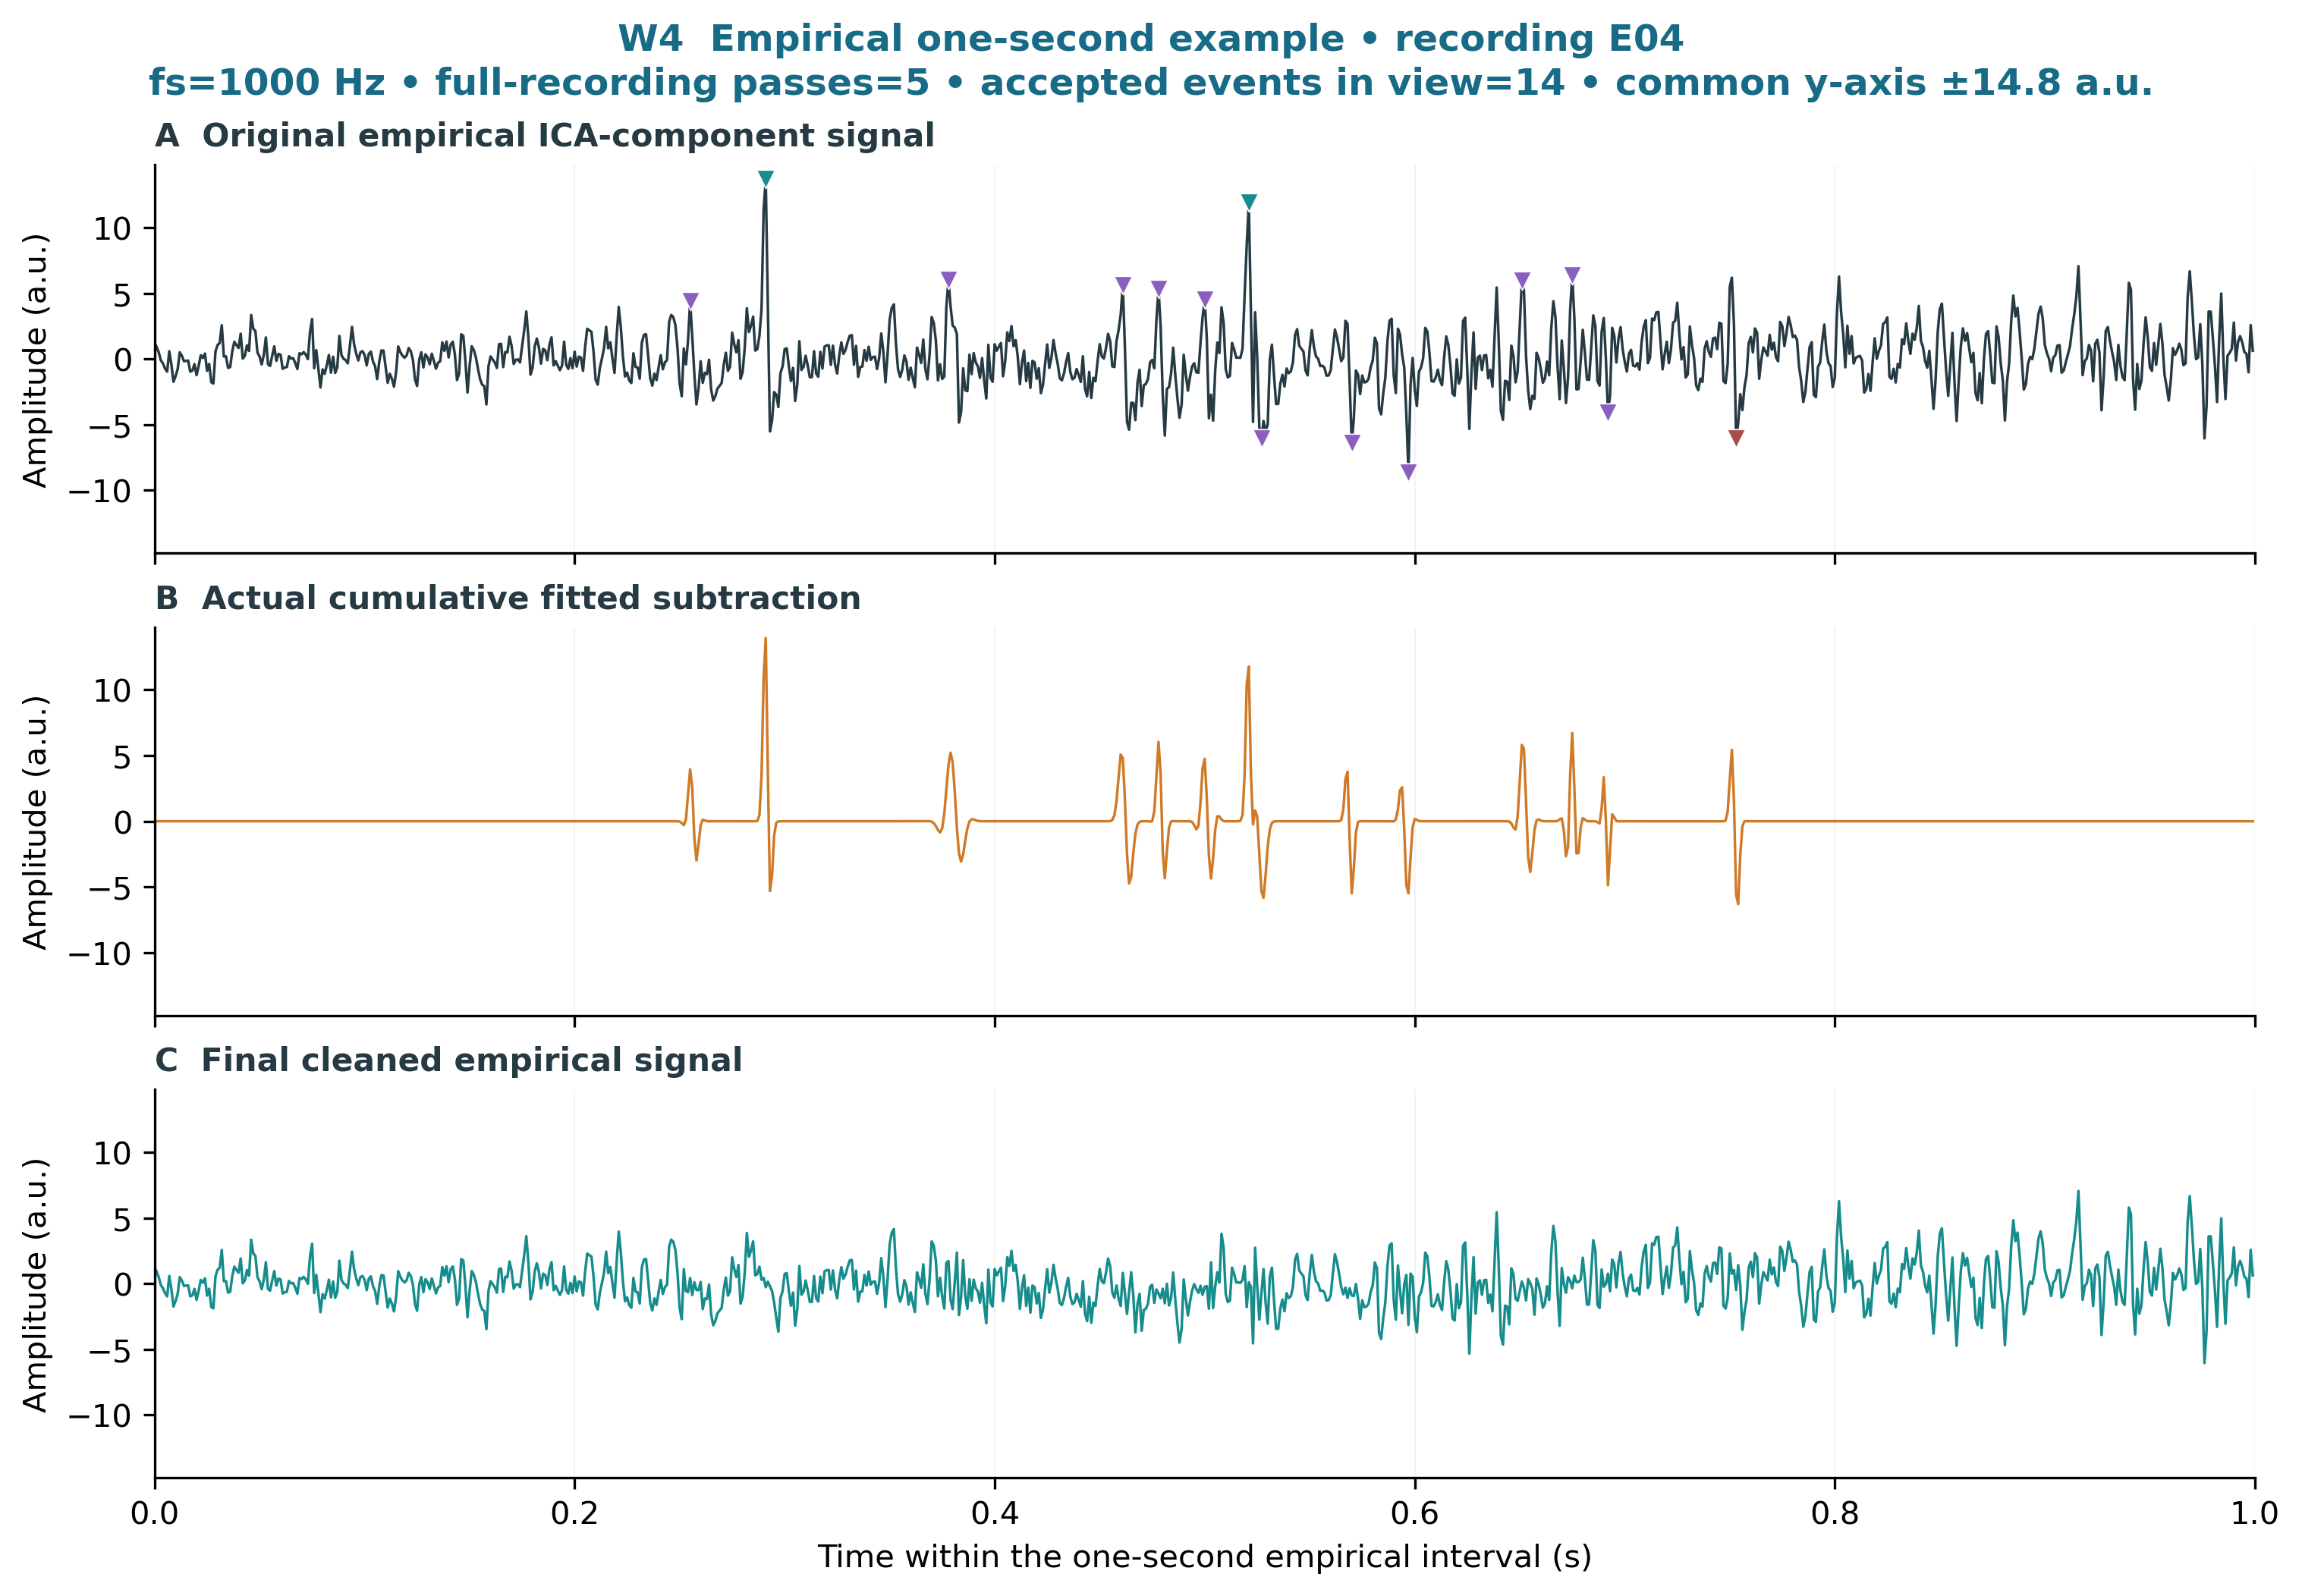 W4  Empirical one-second example • recording E04
fs=1000 Hz • full-recording passes=5 • accepted events in view=14 • common y-axis ±14.8 a.u.
A  Original empirical ICA-component signal
Amplitude (a.u.)
10
5
0
−5
−10
B  Actual cumulative fitted subtraction
Amplitude (a.u.)
10
5
0
−5
−10
C  Final cleaned empirical signal
Amplitude (a.u.)
10
5
0
−5
−10
0.0 0.2 0.4 0.6 0.8 1.0
Time within the one-second empirical interval (s)